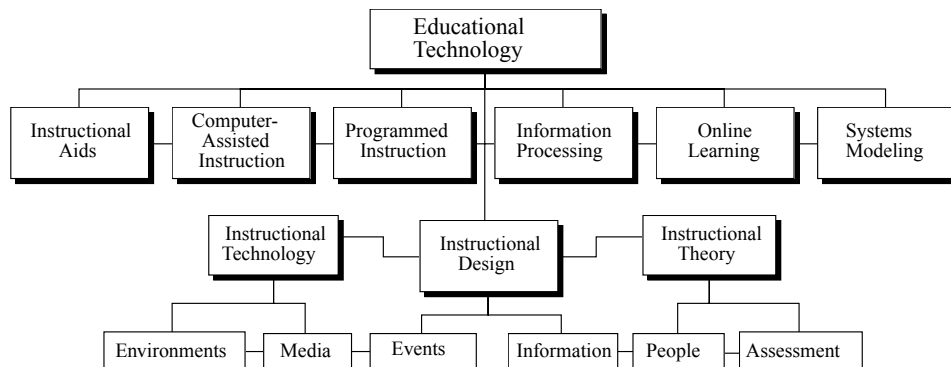 Educational
Technology
Instructional
Aids
Computer-
Assisted
Instruction
Programmed
Instruction
Information
Processing
Online
Learning
Systems
Modeling
Instructional
Technology
Instructional
Design
Instructional
Theory
Environments
Media
Events
Information
People
Assessment